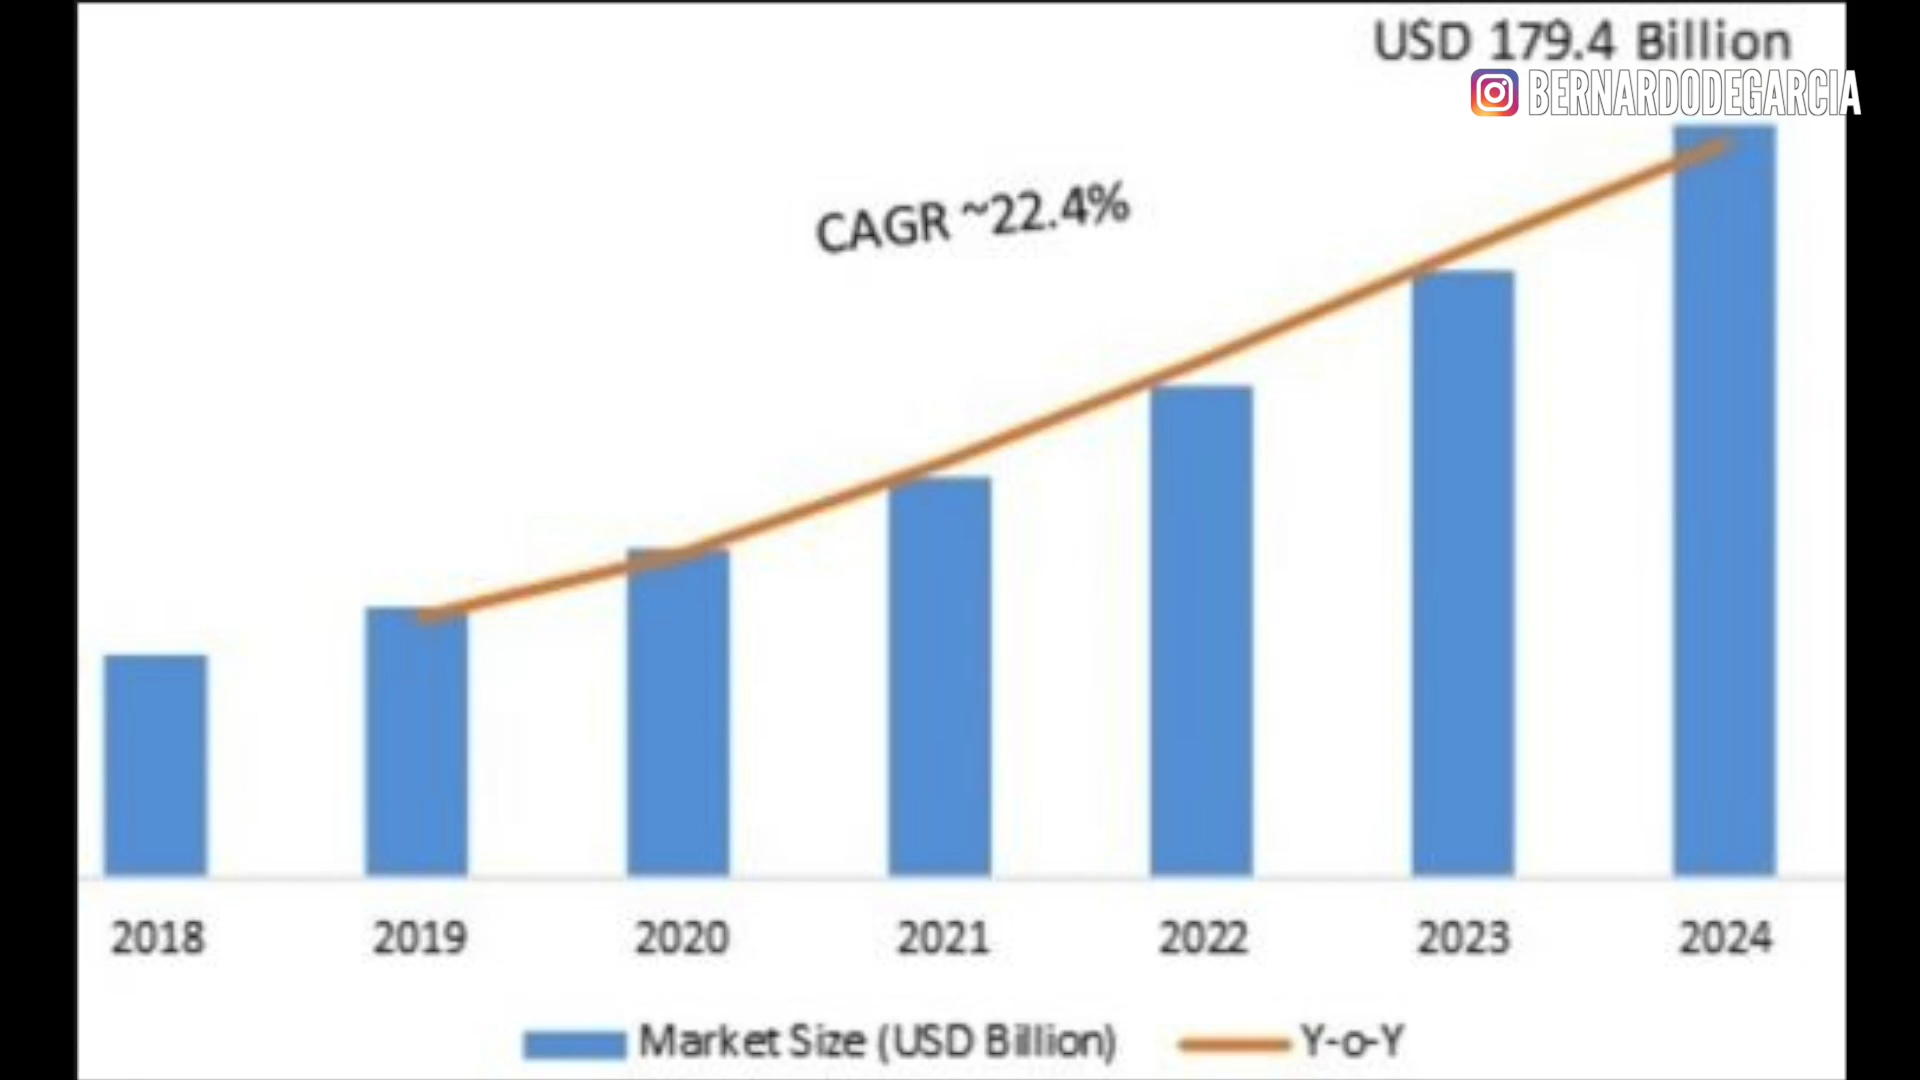 USD 179.4 Billion
BERNARDODEGARCIA
CAGR ~22.4%
2018 2019 2020 2021 2022 2023 2024
Market Size (USD Billion) Y-o-Y